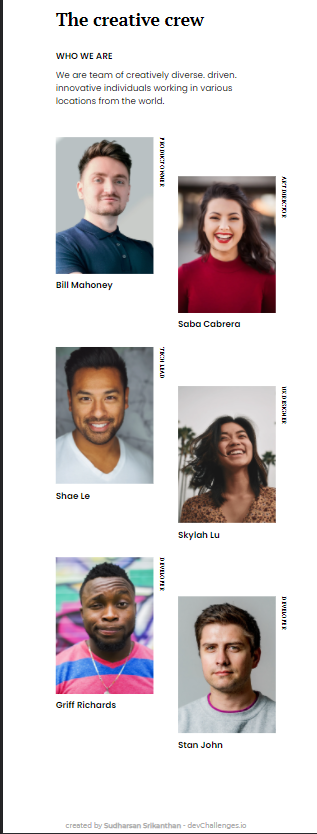 The creative crew
WHO WE ARE
We are team of creatively diverse. driven.
innovative individuals working in various
locations from the world.
PRODUCT OWNER
Bill Mahoney
ART DIRECTOR
Saba Cabrera
TECH LEAD
Shae Le
UX DESIGNER
Skylah Lu
DEVELOPER
Griff Richards
DEVELOPER
Stan John
created by Sudharsan Srikanthan - devChallenges.io